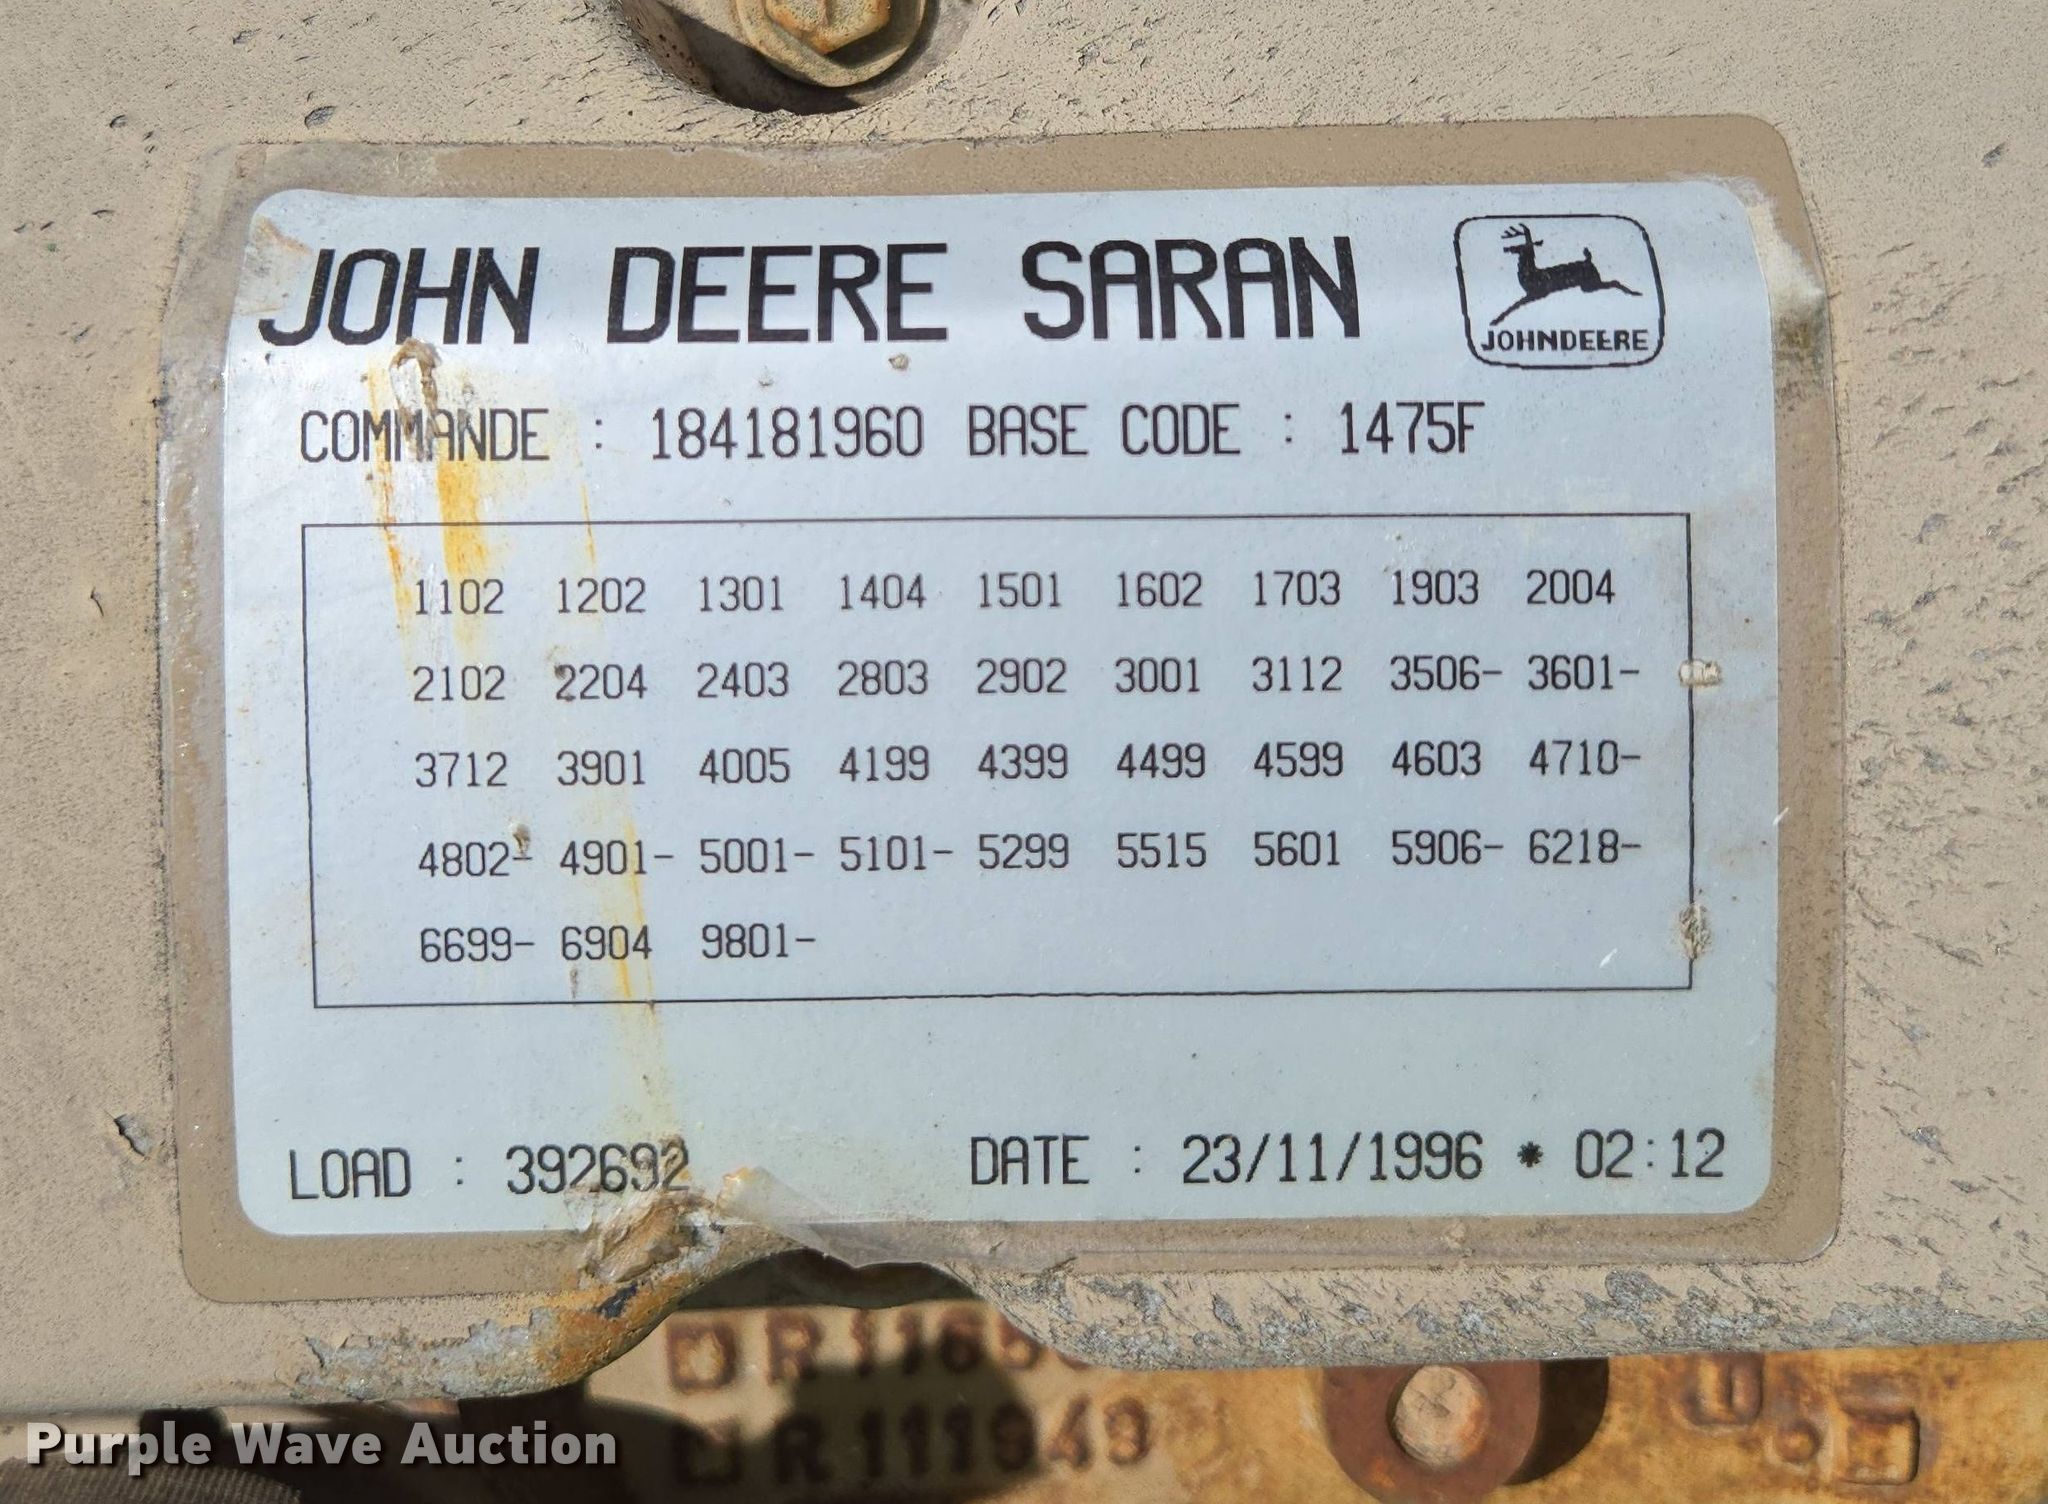 JOHN DEERE SARAN
JOHN DEERE
COMMANDE : 184181960 BASE CODE : 1475F
1102 1202 1301 1404 1501 1602 1703 1903 2004
2102 2204 2403 2803 2902 3001 3112 3506- 3601-
3712 3901 4005 4199 4399 4499 4599 4603 4710-
4802- 4901- 5001- 5101- 5299 5515 5601 5906- 6218-
6699- 6904 9801-
LOAD : 392692 DATE : 23/11/1996 * 02:12
Purple Wave Auction